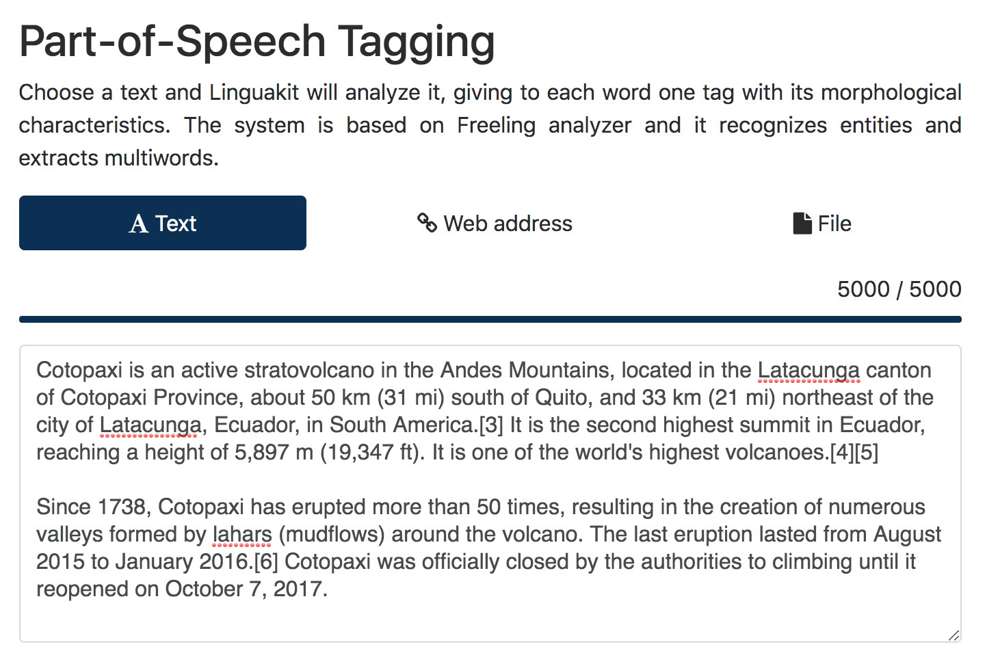 Part-of-Speech Tagging
Choose a text and Linguakit will analyze it, giving to each word one tag with its morphological
characteristics. The system is based on Freeling analyzer and it recognizes entities and
extracts multiwords.
A Text
Web address
File
5000 / 5000
Cotopaxi is an active stratovolcano in the Andes Mountains, located in the Latacunga canton
of Cotopaxi Province, about 50 km (31 mi) south of Quito, and 33 km (21 mi) northeast of the
city of Latacunga, Ecuador, in South America.[3] It is the second highest summit in Ecuador,
reaching a height of 5,897 m (19,347 ft). It is one of the world's highest volcanoes.[4][5]
Since 1738, Cotopaxi has erupted more than 50 times, resulting in the creation of numerous
valleys formed by lahars (mudflows) around the volcano. The last eruption lasted from August
2015 to January 2016.[6] Cotopaxi was officially closed by the authorities to climbing until it
reopened on October 7, 2017.